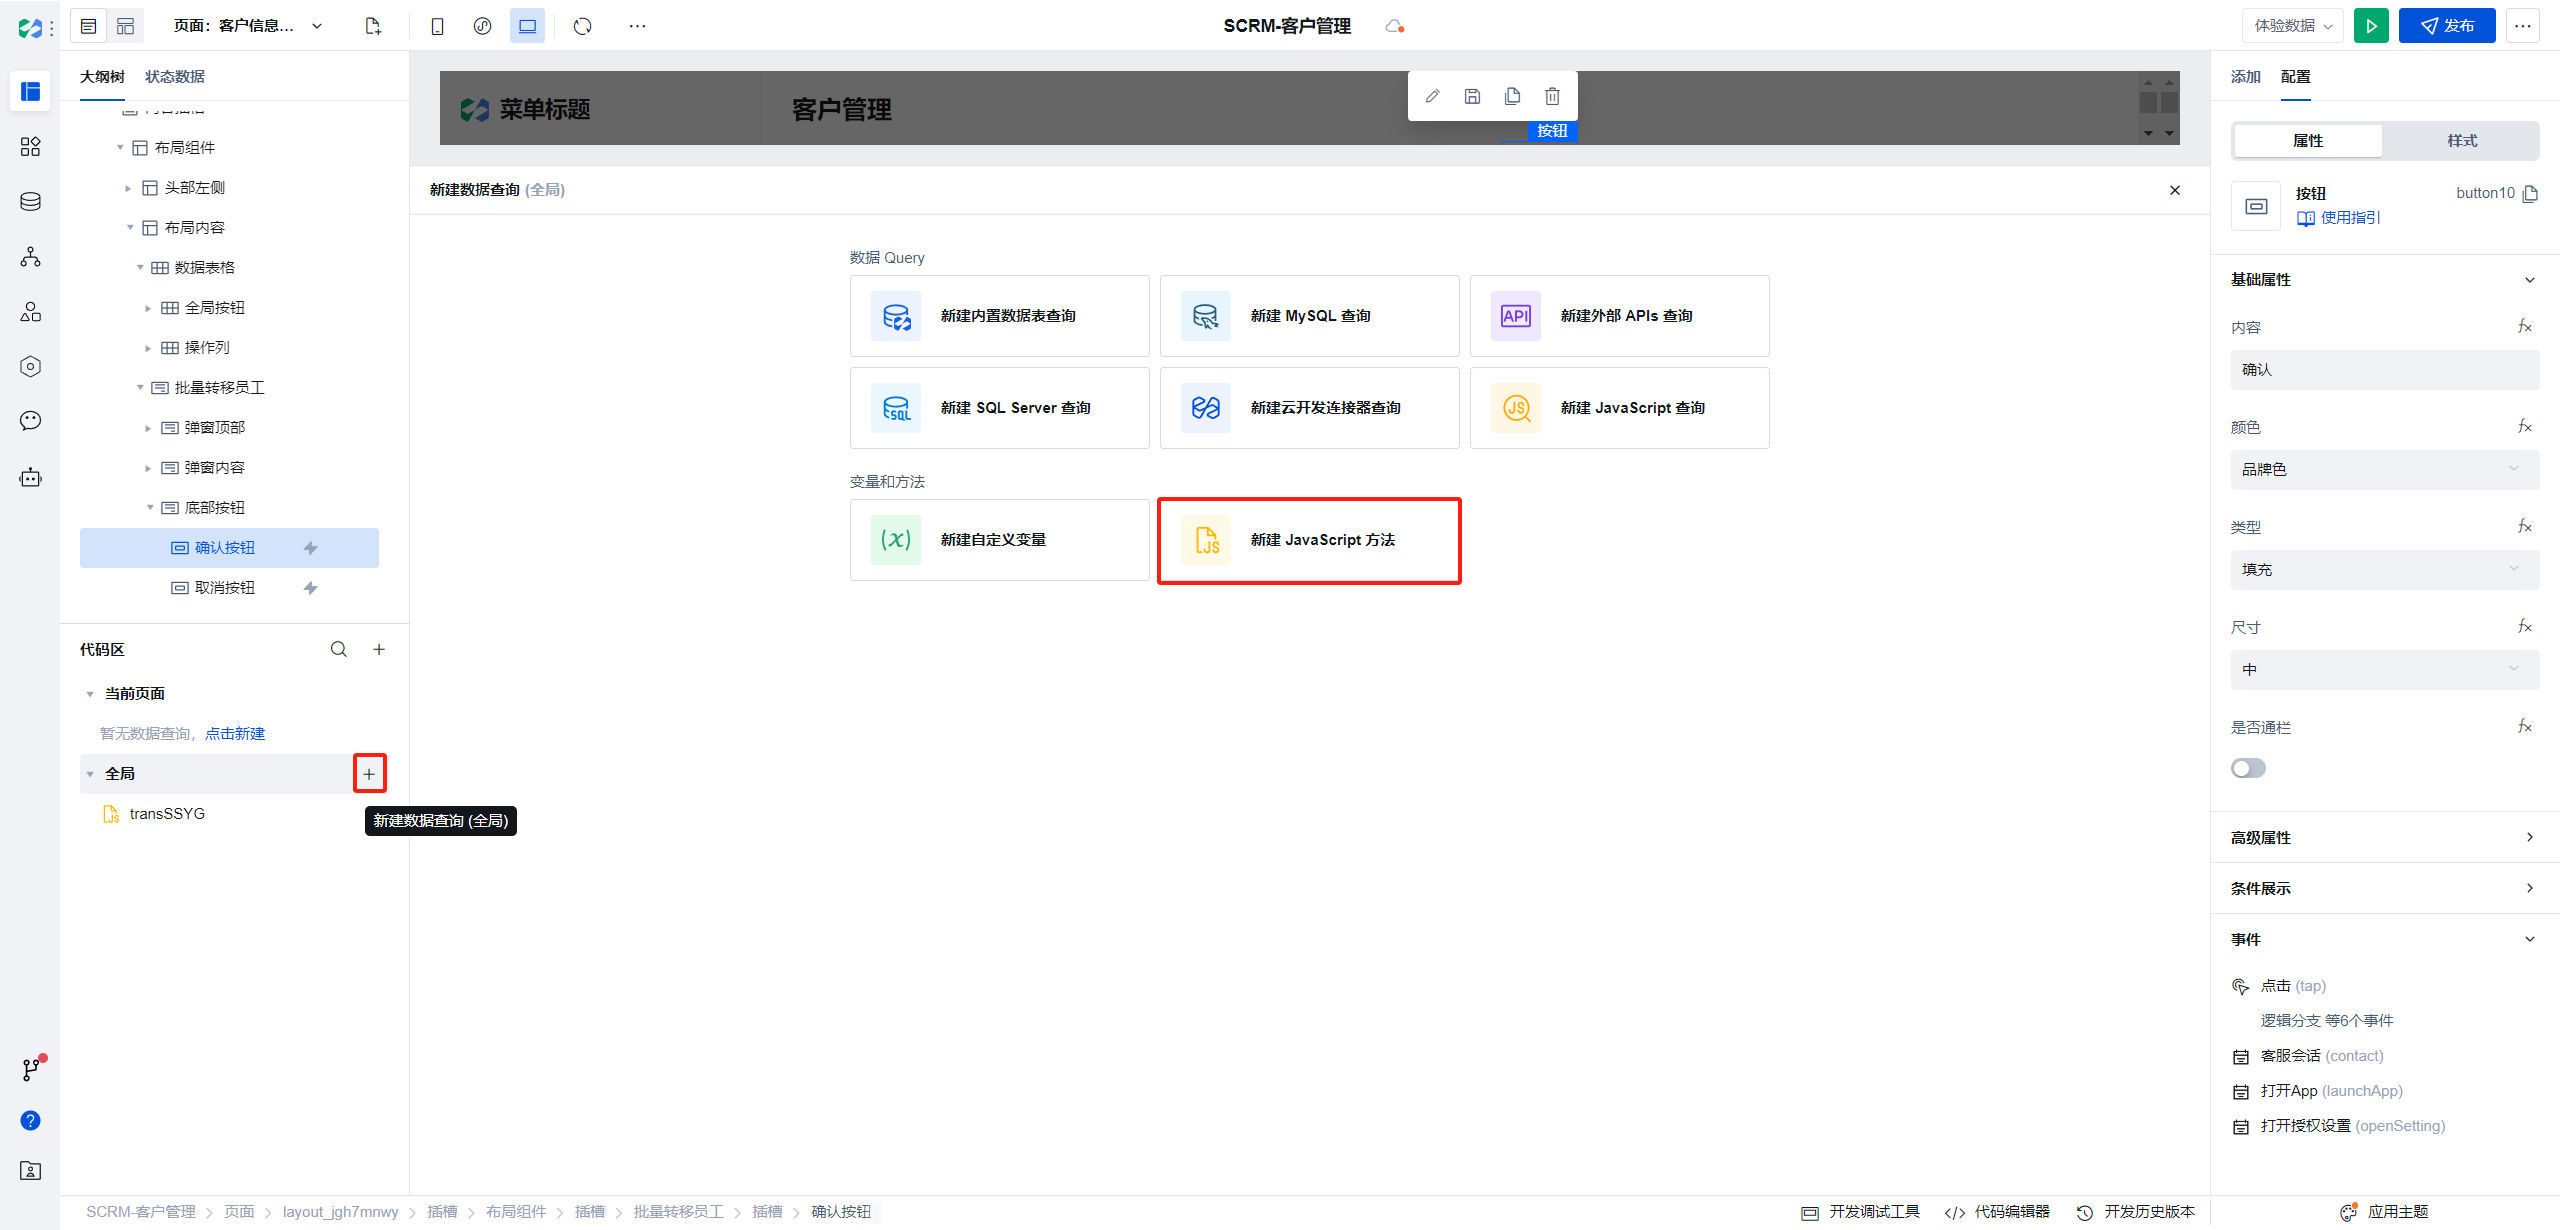 页面：客户信息...
SCRM-客户管理
体验数据
发布
大纲树
状态数据
布局组件
头部左侧
布局内容
数据表格
全局按钮
操作列
批量转移员工
弹窗顶部
弹窗内容
底部按钮
确认按钮
取消按钮
代码区
当前页面
暂无数据查询，点击新建
全局
transSSYG
新建数据查询 (全局)
菜单标题
客户管理
按钮
新建数据查询 (全局)
数据 Query
新建内置数据表查询
新建 MySQL 查询
API
新建外部 APIs 查询
SQL
新建 SQL Server 查询
新建云开发连接器查询
JS
新建 JavaScript 查询
变量和方法
(x)
新建自定义变量
JS
新建 JavaScript 方法
添加
配置
属性
样式
按钮
button10
使用指引
基础属性
内容
fx
确认
颜色
fx
品牌色
类型
fx
填充
尺寸
fx
中
是否通栏
fx
高级属性
条件展示
事件
点击 (tap)
逻辑分支 等6个事件
客服会话 (contact)
打开App (launchApp)
打开授权设置 (openSetting)
SCRM-客户管理 > 页面 > layout_jgh7mnwy > 插槽 > 布局组件 > 插槽 > 批量转移员工 > 插槽 > 确认按钮
开发调试工具
代码编辑器
开发历史版本
应用主题